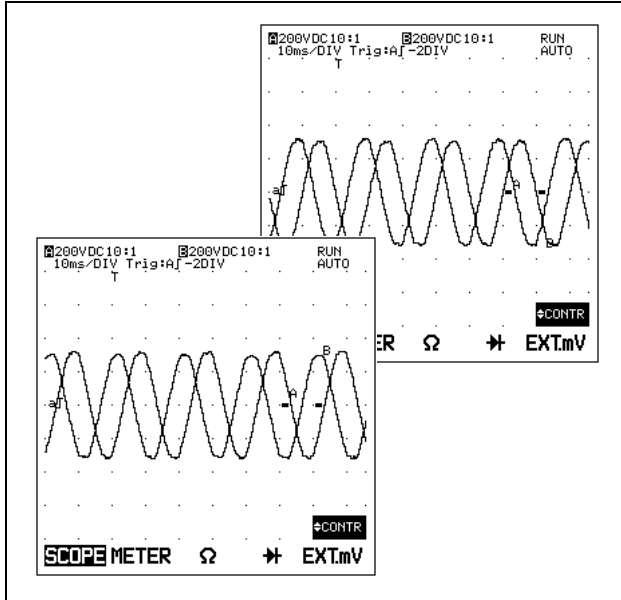 A200VDC10:1 B200VDC10:1 RUN
10ms/DIV Trig:A∫-2DIV AUTO
T
a∫
A
B
◆CONTR
ER Ω EXT.mV
A200VDC10:1 B200VDC10:1 RUN
10ms/DIV Trig:A∫-2DIV AUTO
T
B
A
a∫
◆CONTR
SCOPE METER Ω EXT.mV